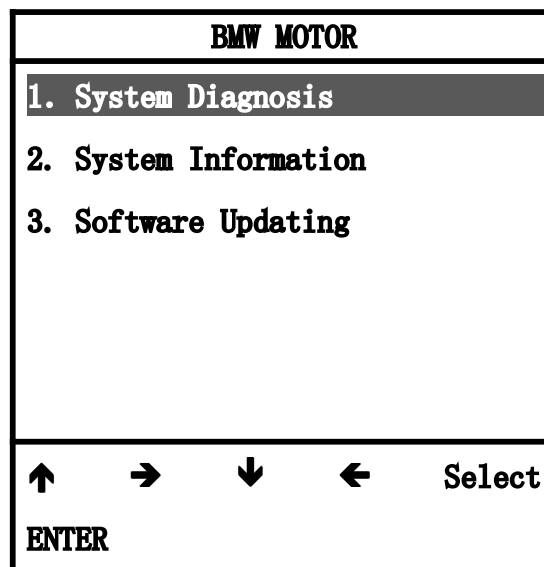 BMW MOTOR
1. System Diagnosis
2. System Information
3. Software Updating
↑ → ↓ ← Select
ENTER